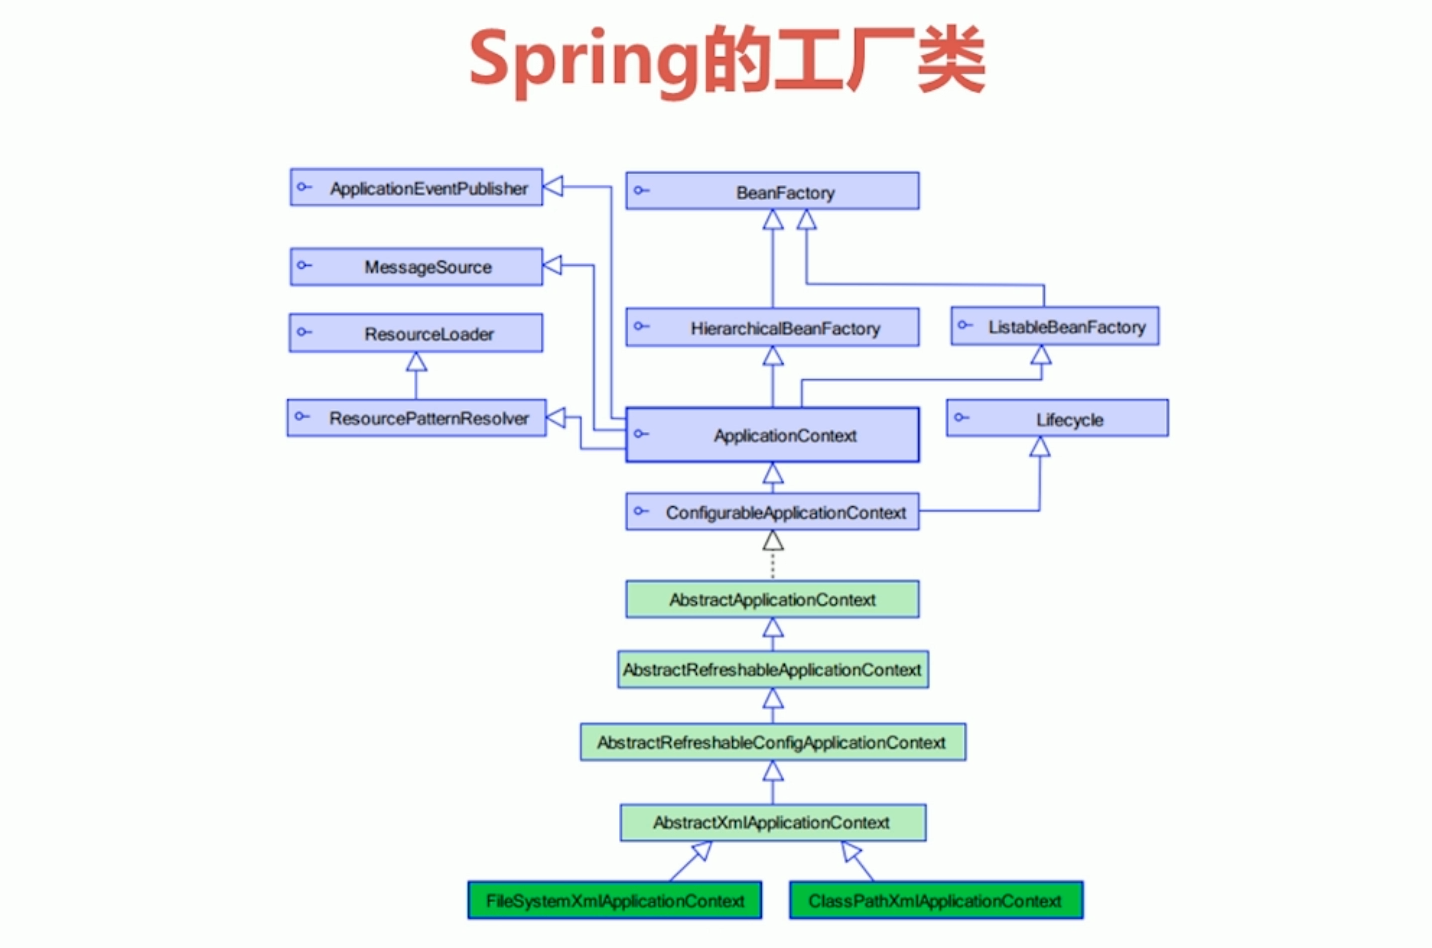 Spring的工厂类
ApplicationEventPublisher
BeanFactory
MessageSource
ResourceLoader
HierarchicalBeanFactory
ListableBeanFactory
ResourcePatternResolver
ApplicationContext
Lifecycle
ConfigurableApplicationContext
AbstractApplicationContext
AbstractRefreshableApplicationContext
AbstractRefreshableConfigApplicationContext
AbstractXmlApplicationContext
FileSystemXmlApplicationContext
ClassPathXmlApplicationContext